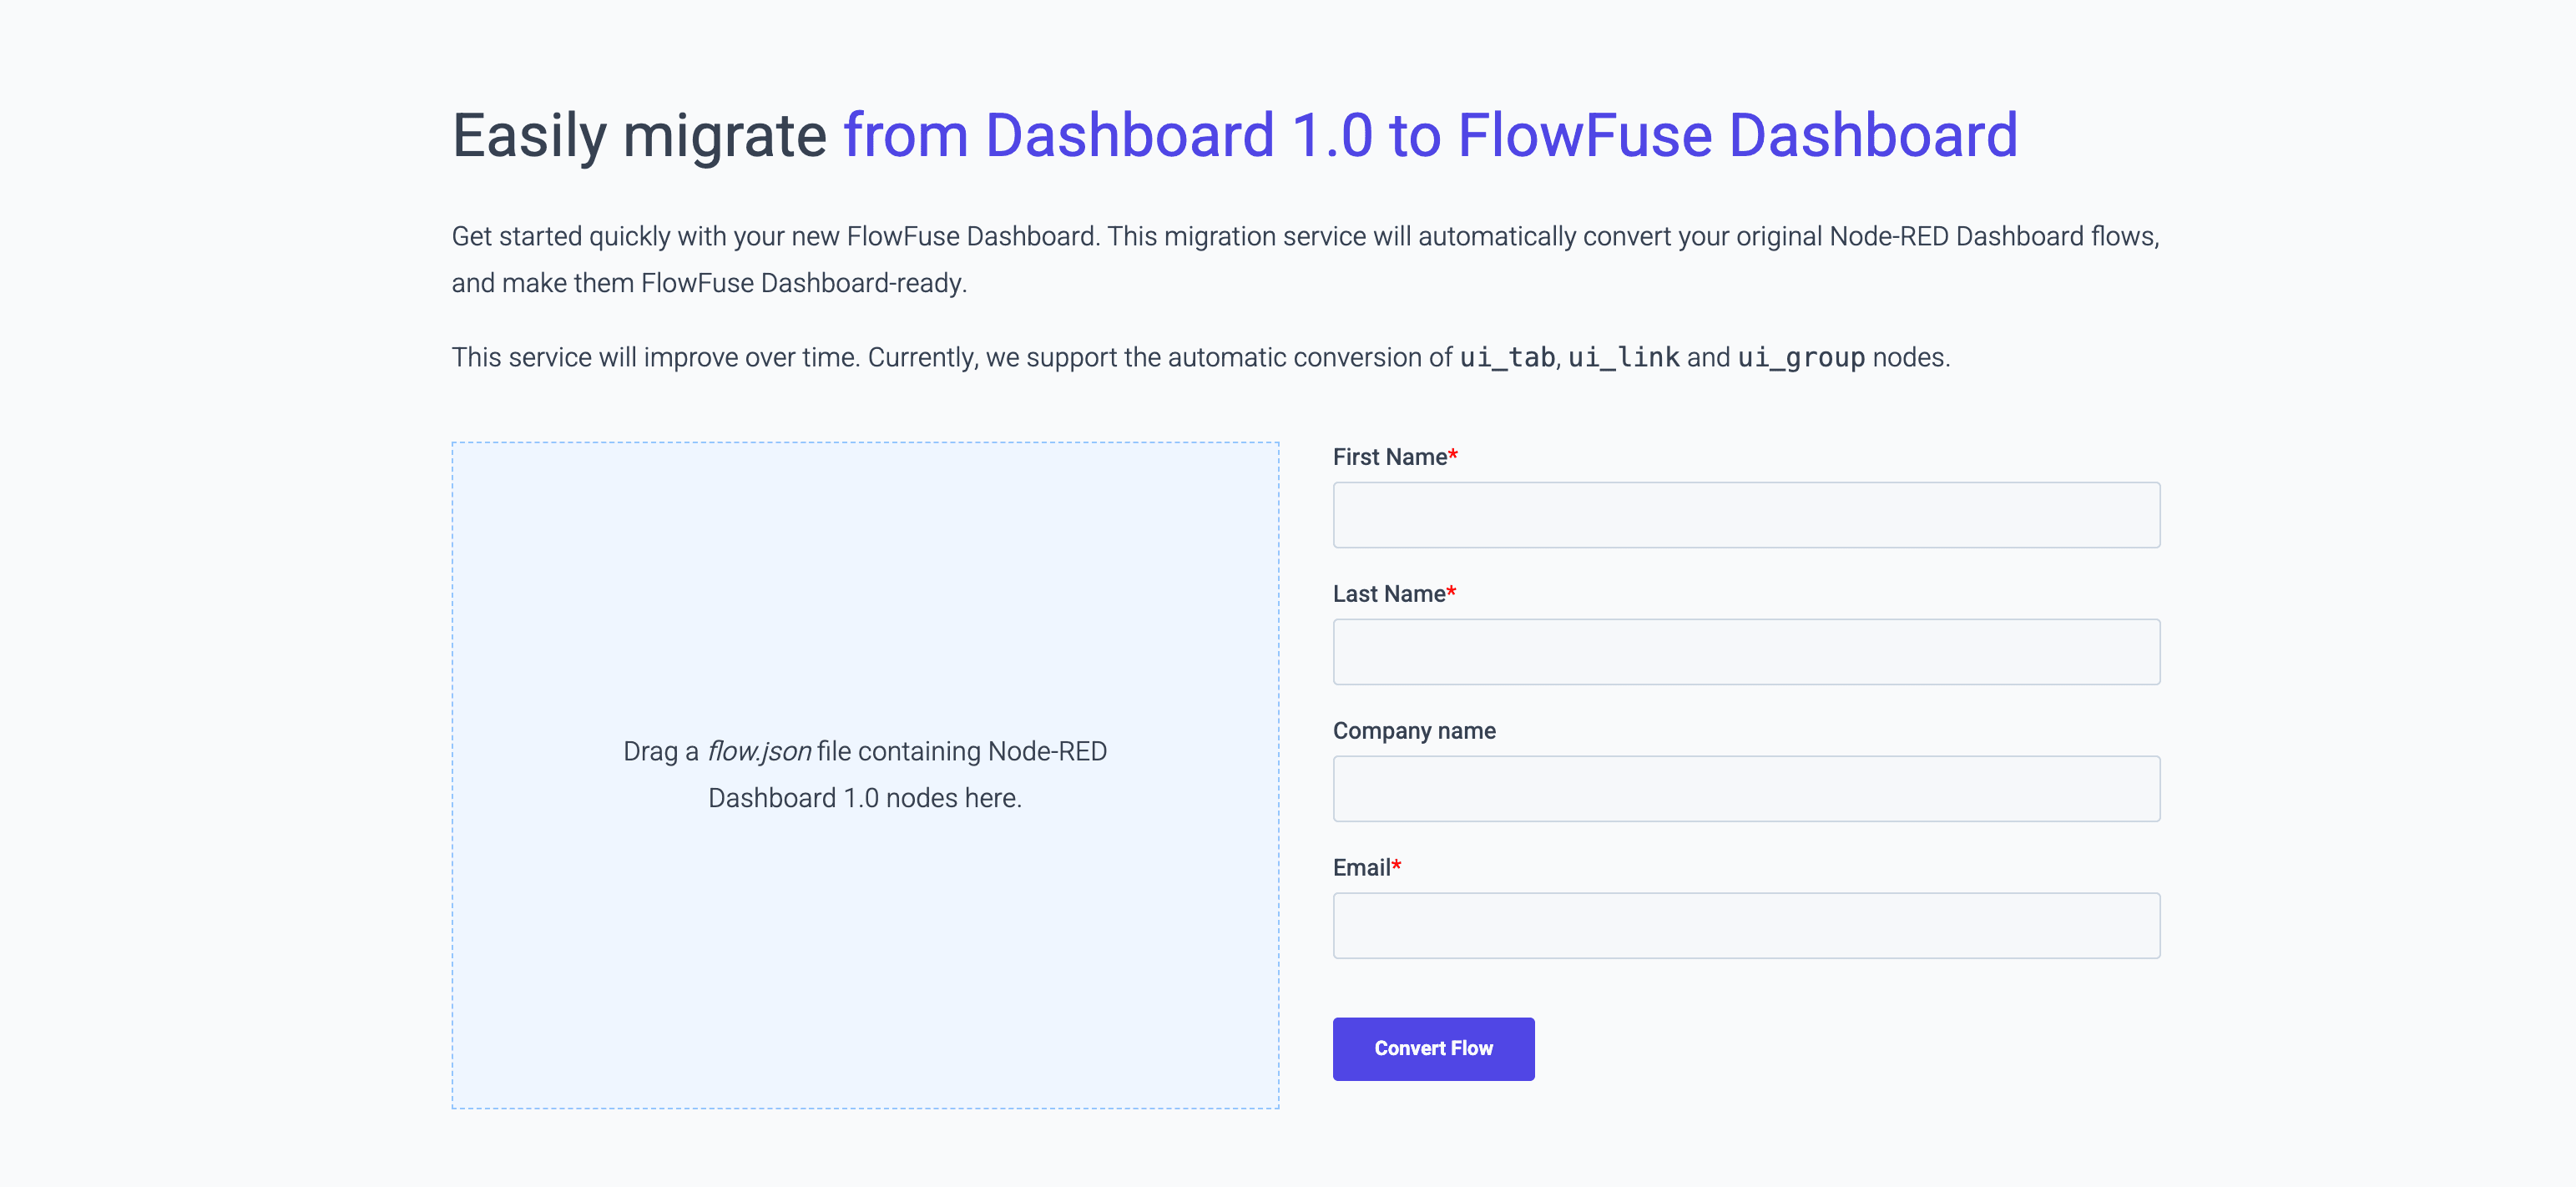 Easily migrate from Dashboard 1.0 to FlowFuse Dashboard
Get started quickly with your new FlowFuse Dashboard. This migration service will automatically convert your original Node-RED Dashboard flows,
and make them FlowFuse Dashboard-ready.
This service will improve over time. Currently, we support the automatic conversion of ui_tab, ui_link and ui_group nodes.
Drag a flow.json file containing Node-RED
Dashboard 1.0 nodes here.
First Name*
Last Name*
Company name
Email*
Convert Flow